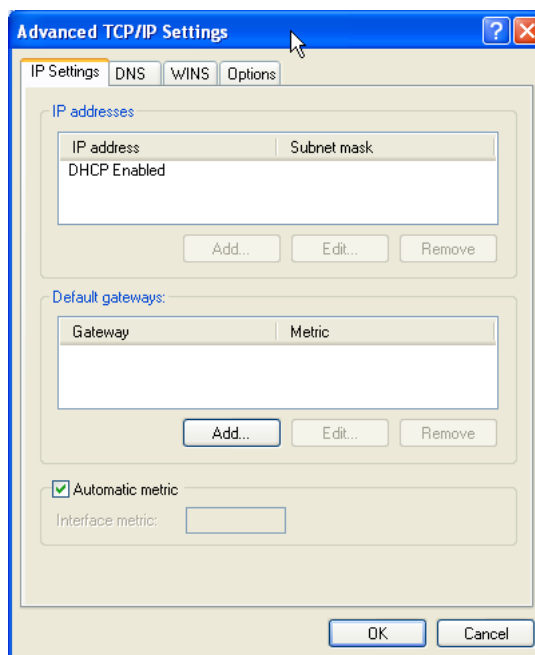 Advanced TCP/IP Settings
IP Settings DNS WINS Options
IP addresses
IP address Subnet mask
DHCP Enabled
Add... Edit... Remove
Default gateways:
Gateway Metric
Add... Edit... Remove
Automatic metric
Interface metric:
OK Cancel